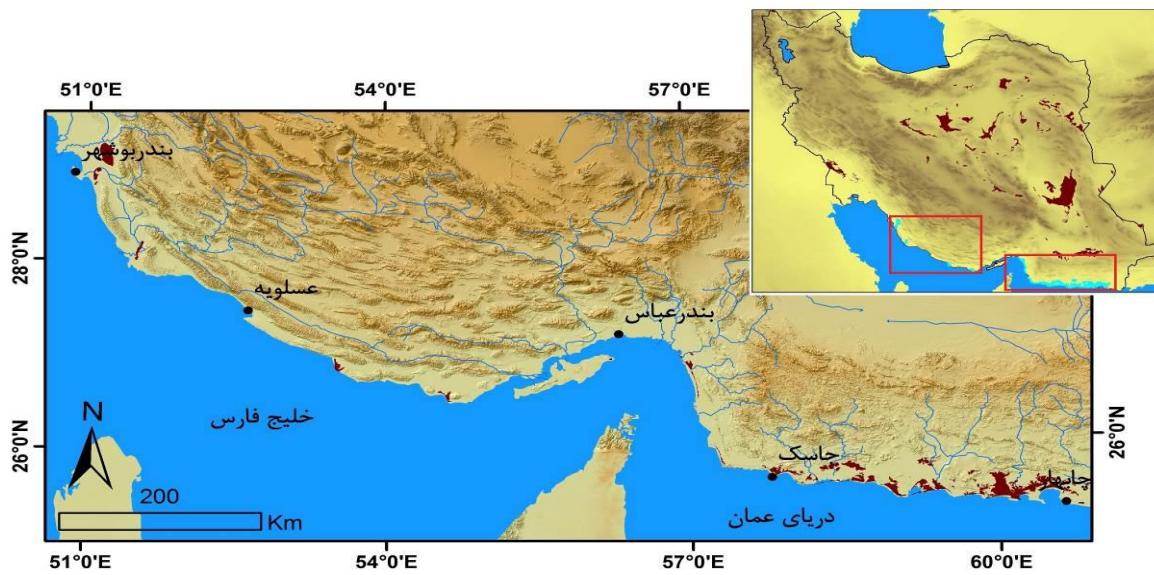 51°0'E
54°0'E
57°0'E
بندربوشهر
28°0'N
عسلویه
بندرعباس
خلیج فارس
N
26°0'N
26°0'N
جاسک
چابهار
200
Km
دریای عمان
51°0'E
54°0'E
57°0'E
60°0'E